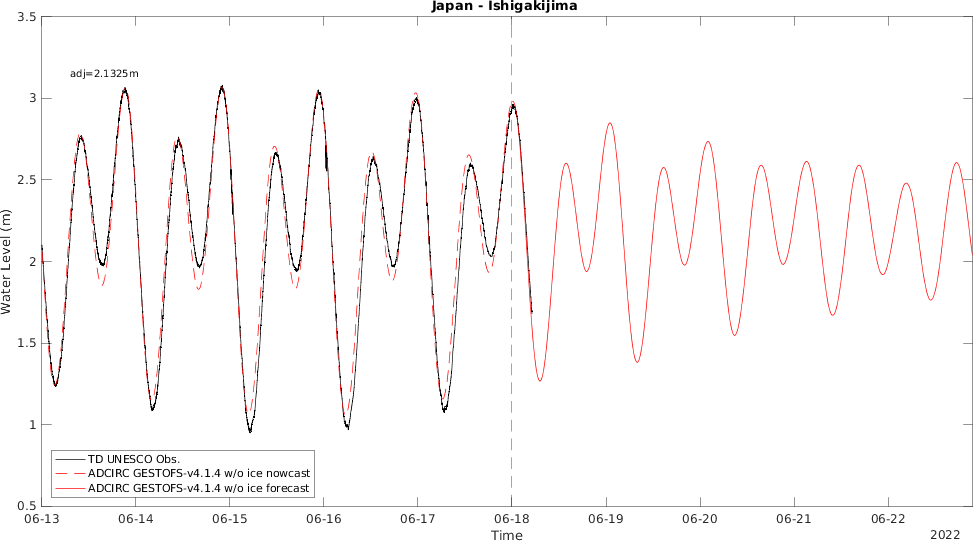 Japan - Ishigakijima
3.5
adj=2.1325m
3
2.5
2
1.5
1
0.5
Water Level (m)
TD UNESCO Obs.
ADCIRC GESTOFS-v4.1.4 w/o ice nowcast
ADCIRC GESTOFS-v4.1.4 w/o ice forecast
06-13 06-14 06-15 06-16 06-17 06-18 06-19 06-20 06-21 06-22
Time
2022